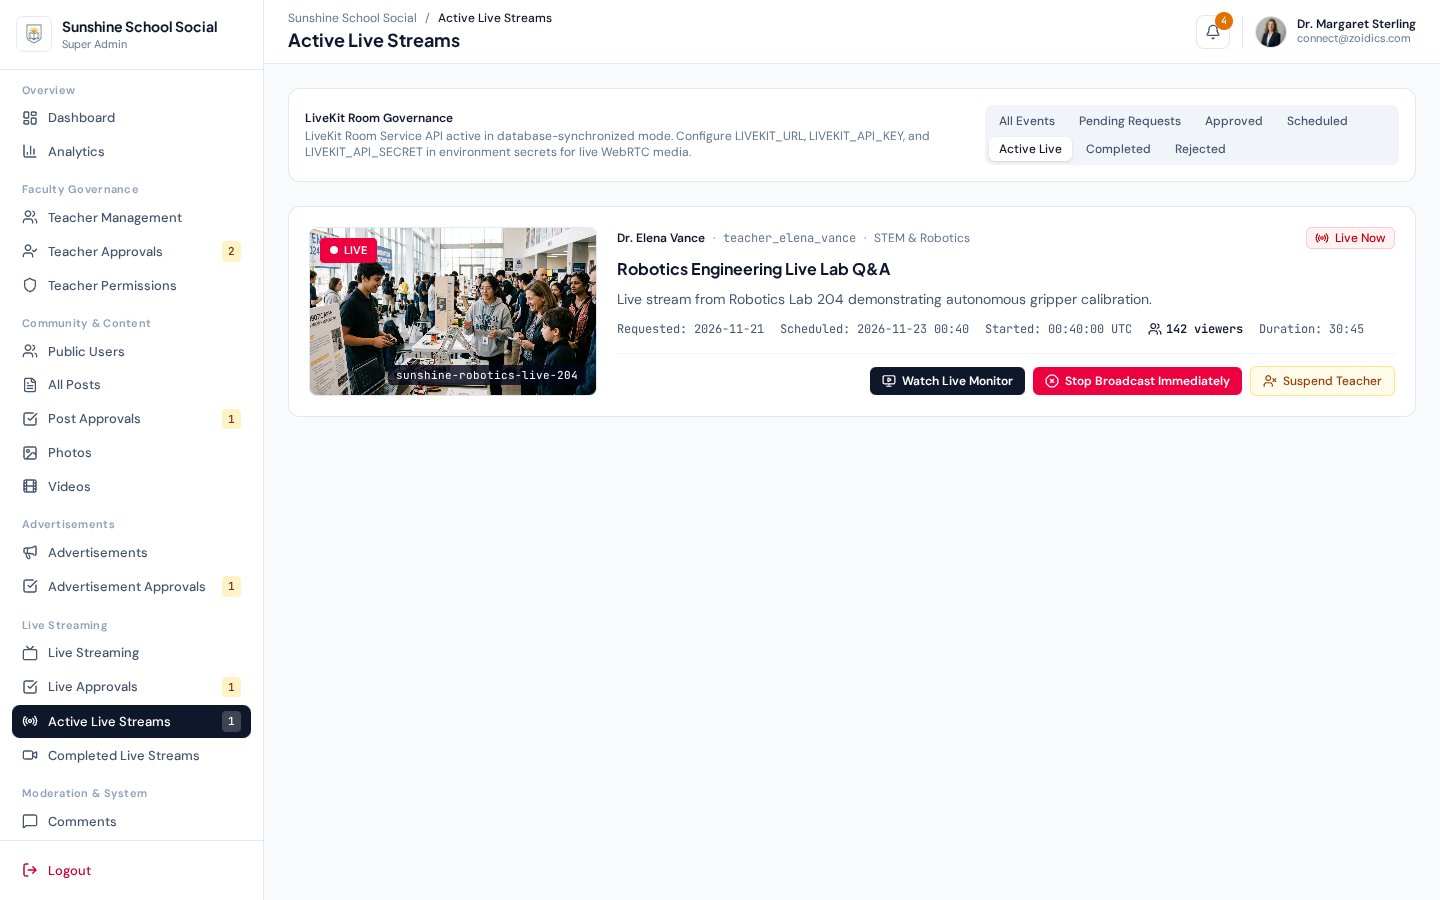 Sunshine School Social
Super Admin
Overview
Dashboard
Analytics
Faculty Governance
Teacher Management
Teacher Approvals 2
Teacher Permissions
Community & Content
Public Users
All Posts
Post Approvals 1
Photos
Videos
Advertisements
Advertisements
Advertisement Approvals 1
Live Streaming
Live Streaming
Live Approvals 1
Active Live Streams 1
Completed Live Streams
Moderation & System
Comments
Logout
Sunshine School Social / Active Live Streams
Active Live Streams
4
Dr. Margaret Sterling
connect@zoidics.com
LiveKit Room Governance
LiveKit Room Service API active in database-synchronized mode. Configure LIVEKIT_URL, LIVEKIT_API_KEY, and
LIVEKIT_API_SECRET in environment secrets for live WebRTC media.
All Events Pending Requests Approved Scheduled
Active Live Completed Rejected
LIVE
sunshine-robotics-live-204
Dr. Elena Vance · teacher_elena_vance · STEM & Robotics
Live Now
Robotics Engineering Live Lab Q&A
Live stream from Robotics Lab 204 demonstrating autonomous gripper calibration.
Requested: 2026-11-21 Scheduled: 2026-11-23 00:40 Started: 00:40:00 UTC 142 viewers Duration: 30:45
Watch Live Monitor Stop Broadcast Immediately Suspend Teacher